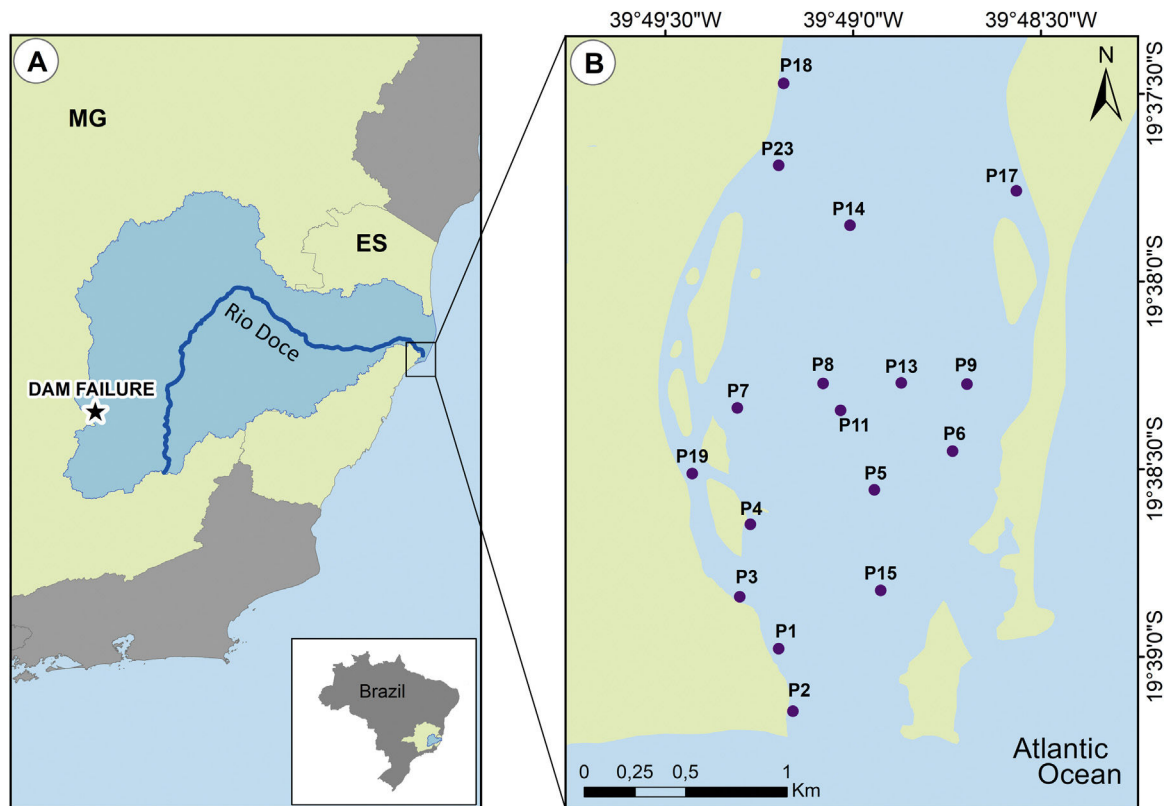 A
MG
ES
Rio Doce
DAM FAILURE
Brazil
39°49'30"W 39°49'0"W 39°48'30"W
B
N
P18
19°37'30"S
P23
P17
P14
19°38'0"S
P8 P13 P9
P7
P11
P6
P19
P5
19°38'30"S
P4
P3
P15
P1
19°39'0"S
P2
Atlantic
Ocean
0 0,25 0,5 1
Km